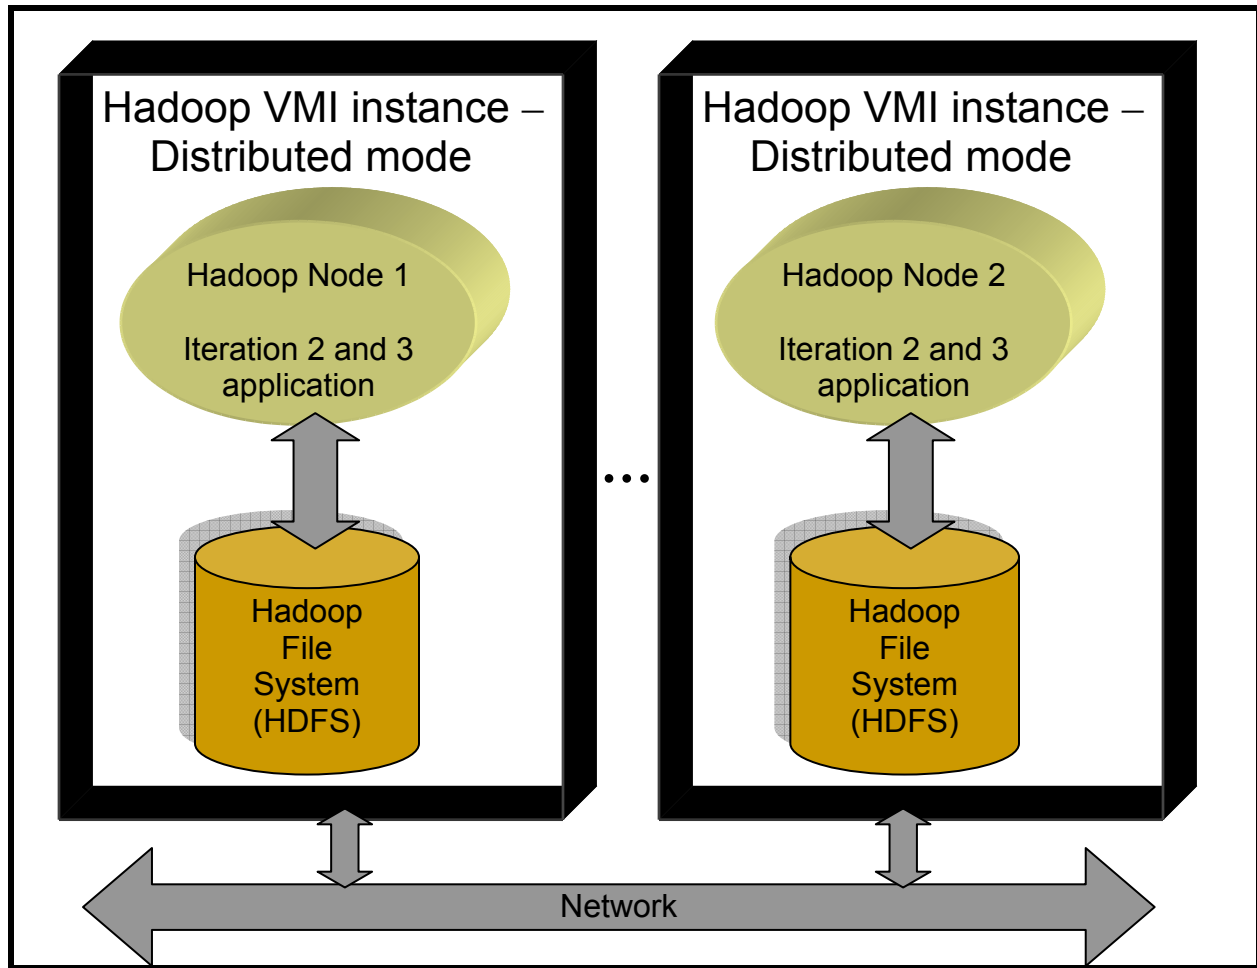 Hadoop VMI instance –
Distributed mode
Hadoop Node 1
Iteration 2 and 3
application
Hadoop
File
System
(HDFS)
...
Hadoop VMI instance –
Distributed mode
Hadoop Node 2
Iteration 2 and 3
application
Hadoop
File
System
(HDFS)
Network